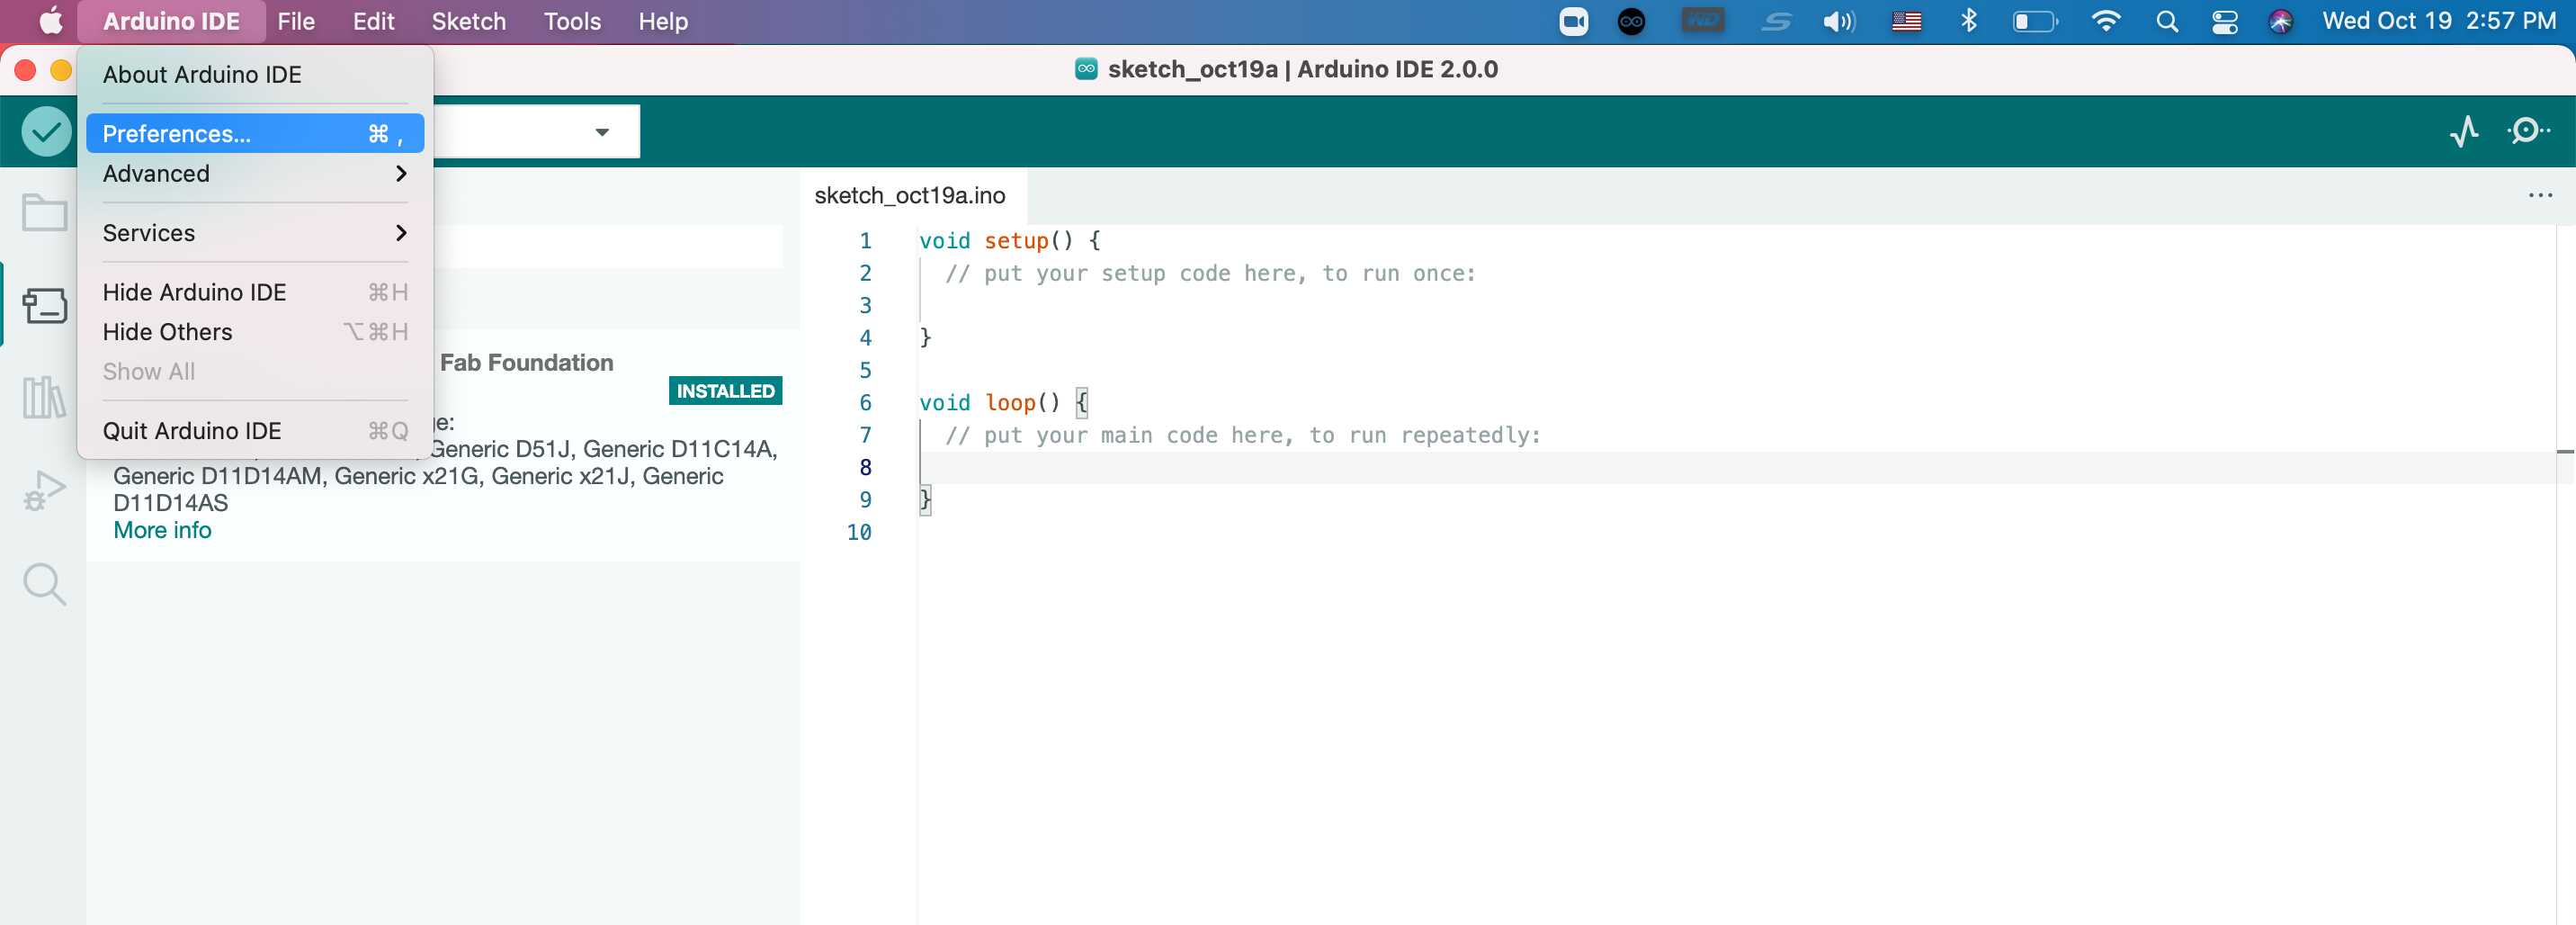 Arduino IDE File Edit Sketch Tools Help WD Wed Oct 19 2:57 PM
sketch_oct19a | Arduino IDE 2.0.0
About Arduino IDE
Preferences... ⌘ ,
Advanced
Services
Hide Arduino IDE ⌘H
Hide Others ⌥⌘H
Show All
Quit Arduino IDE ⌘Q
Fab Foundation
INSTALLED
Generic D51J, Generic D11C14A,
Generic D11D14AM, Generic x21G, Generic x21J, Generic
D11D14AS
More info
sketch_oct19a.ino
1 void setup() {
2 // put your setup code here, to run once:
3
4 }
5
6 void loop() {
7 // put your main code here, to run repeatedly:
8
9 }
10